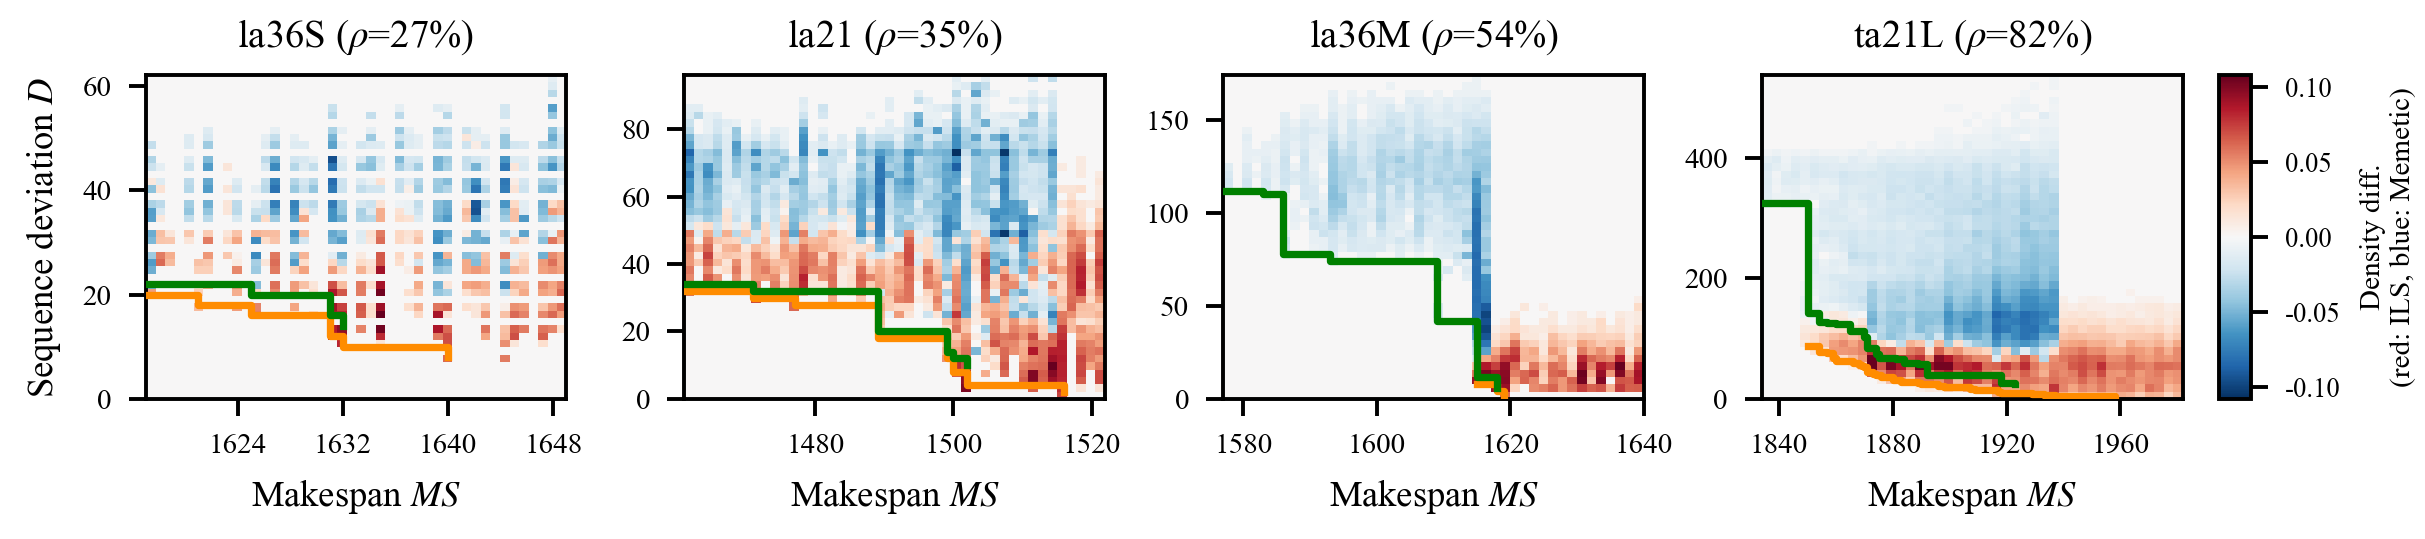 la36S (ρ=27%)
la21 (ρ=35%)
la36M (ρ=54%)
ta21L (ρ=82%)
Sequence deviation D
60
40
20
0
1624 1632 1640 1648
Makespan MS
80
60
40
20
0
1480 1500 1520
Makespan MS
150
100
50
0
1580 1600 1620 1640
Makespan MS
400
200
0
1840 1880 1920 1960
Makespan MS
0.10
0.05
0.00
-0.05
-0.10
Density diff.
(red: ILS, blue: Memetic)